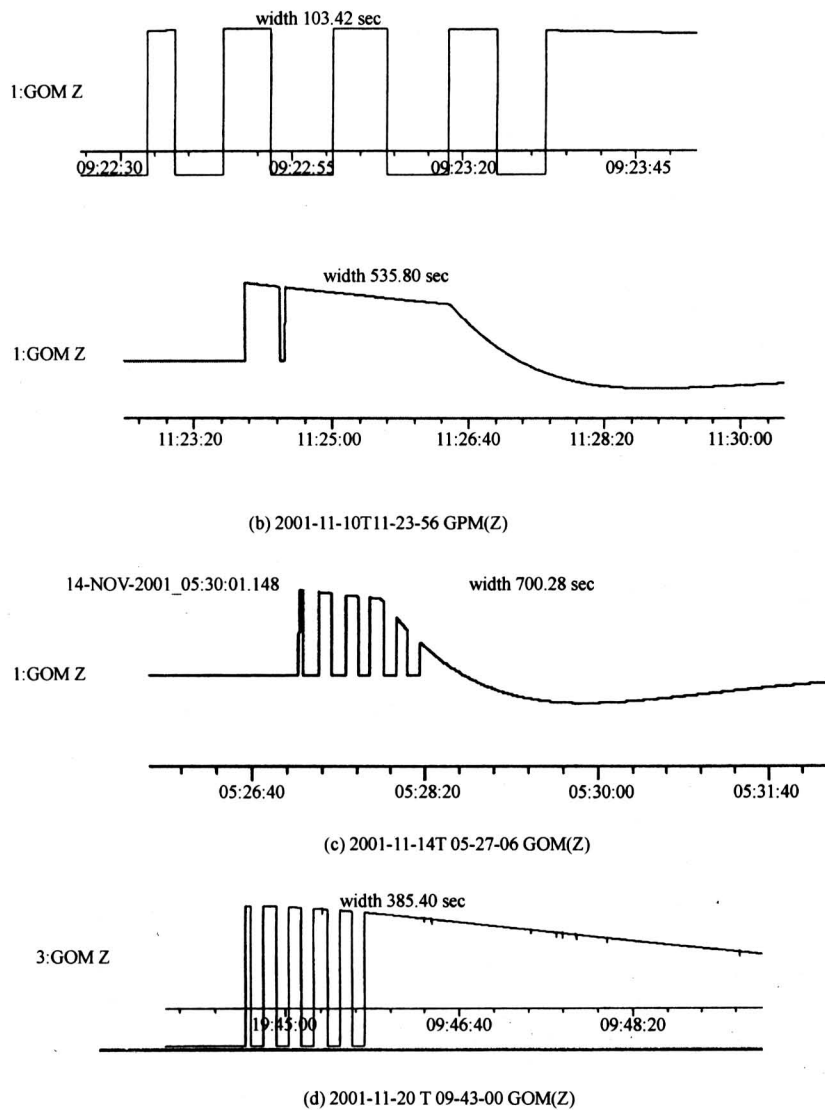 width 103.42 sec
1:GOM Z
09:22:30 09:22:55 09:23:20 09:23:45
width 535.80 sec
1:GOM Z
11:23:20 11:25:00 11:26:40 11:28:20 11:30:00
(b) 2001-11-10T11-23-56 GPM(Z)
14-NOV-2001_05:30:01.148 width 700.28 sec
1:GOM Z
05:26:40 05:28:20 05:30:00 05:31:40
(c) 2001-11-14T 05-27-06 GOM(Z)
width 385.40 sec
3:GOM Z
19:45:00 09:46:40 09:48:20
(d) 2001-11-20 T 09-43-00 GOM(Z)